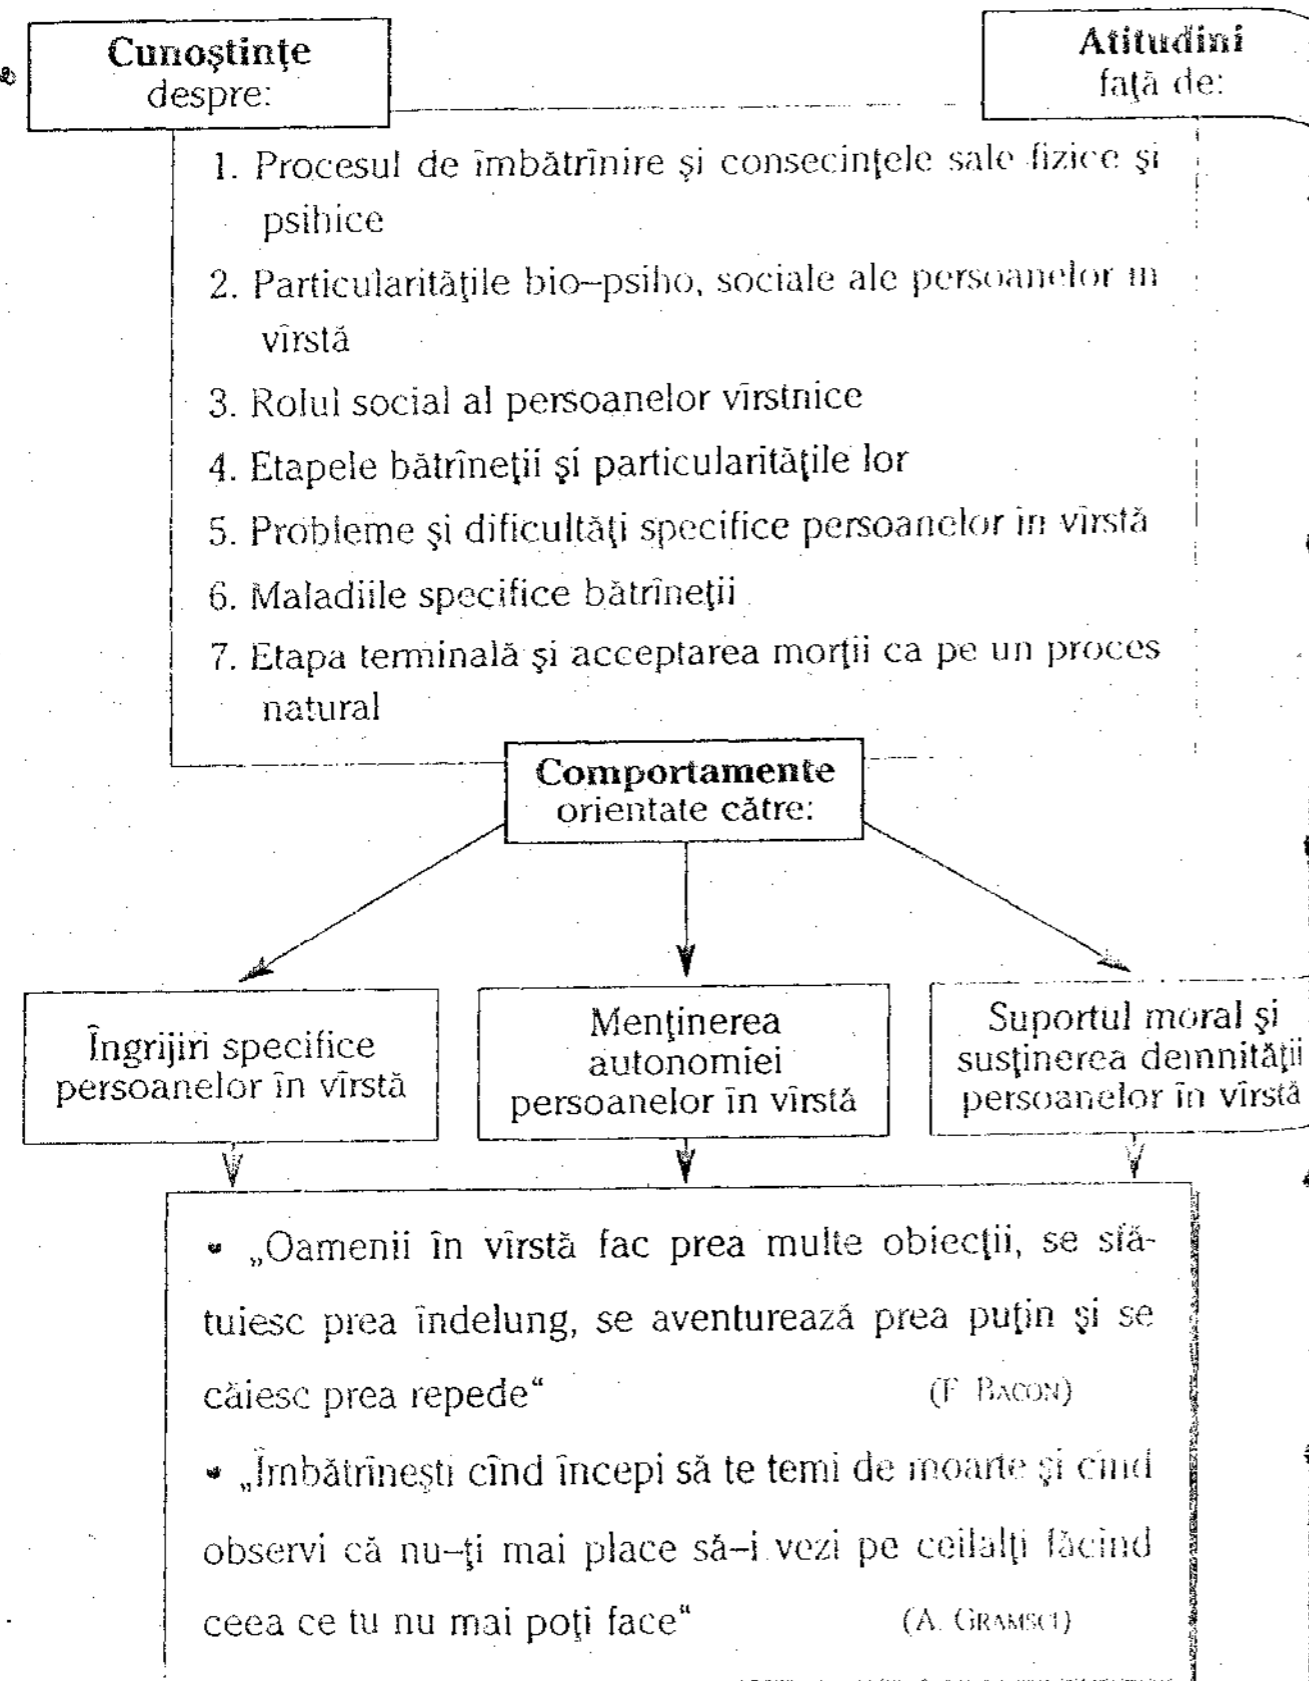 Cunoştinţe
despre:
Atitudini
faţă de:
1. Procesul de îmbătrînire şi consecinţele sale fizice şi
psihice
2. Particularităţile bio–psiho, sociale ale persoanelor în
vîrstă
3. Rolul social al persoanelor vîrstnice
4. Etapele bătrîneţii şi particularităţile lor
5. Probleme şi dificultăţi specifice persoanelor în vîrstă
6. Maladiile specifice bătrîneţii
7. Etapa terminală şi acceptarea morţii ca pe un proces
natural
Comportamente
orientate către:
Îngrijiri specifice
persoanelor în vîrstă
Menţinerea
autonomiei
persoanelor în vîrstă
Suportul moral şi
susţinerea demnităţii
persoanelor în vîrstă
• „Oamenii în vîrstă fac prea multe obiecţii, se sfă-
tuiesc prea îndelung, se aventurează prea puţin şi se
căiesc prea repede“ (F. BACON)
• „Îmbătrîneşti cînd începi să te temi de moarte şi cînd
observi că nu–ţi mai place să–i vezi pe ceilalţi făcînd
ceea ce tu nu mai poţi face“ (A. GRAMSCI)